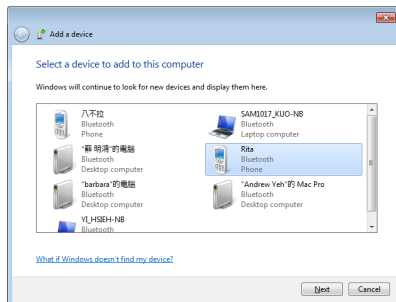 Add a device
Select a device to add to this computer
Windows will continue to look for new devices and display them here.
八不拉
Bluetooth
Phone
SAM1017_KUO-NB
Bluetooth
Laptop computer
"蘇 明鴻"的電腦
Bluetooth
Desktop computer
Rita
Bluetooth
Phone
"barbara"的電腦
Bluetooth
Desktop computer
"Andrew Yeh"的 Mac Pro
Bluetooth
Desktop computer
YI_HSIEH-NB
Bluetooth
What if Windows doesn't find my device?
Next
Cancel